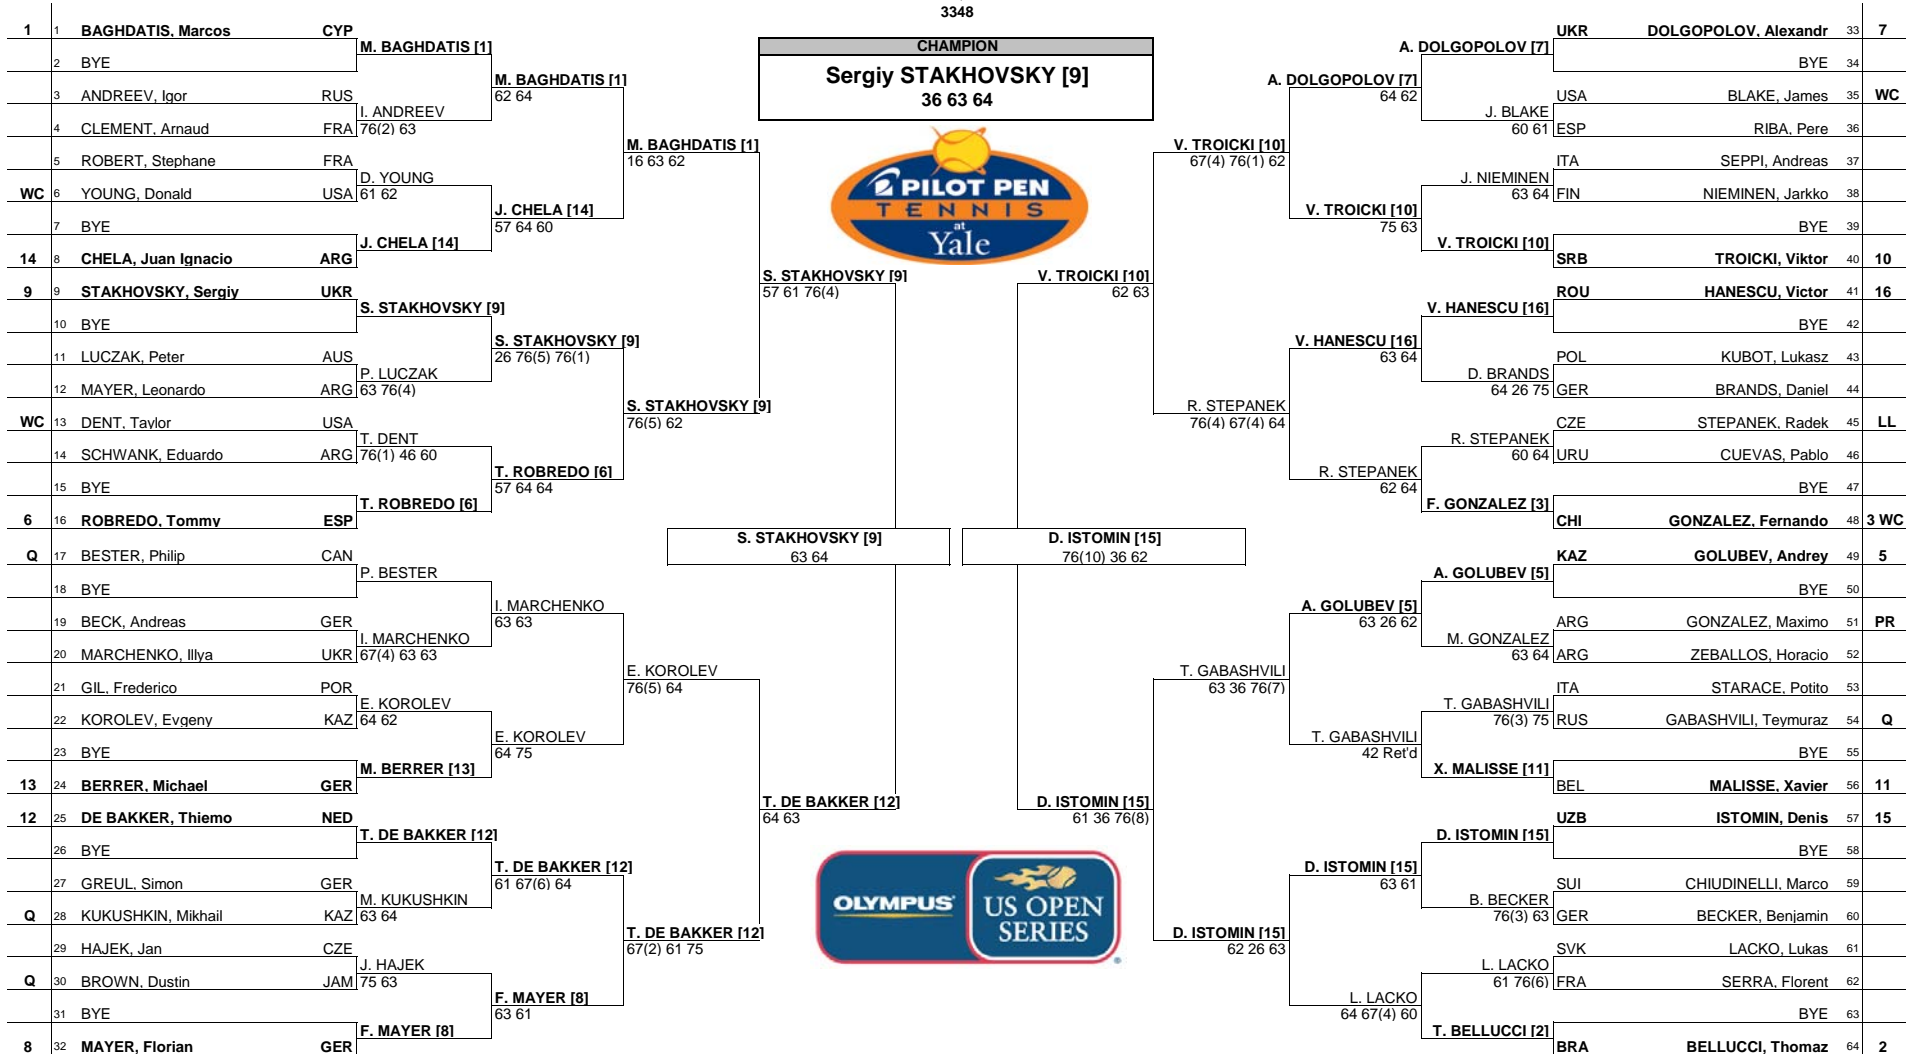 3348
CHAMPION
Sergiy STAKHOVSKY [9]
36 63 64
1 1 BAGHDATIS, Marcos CYP
2 BYE
3 ANDREEV, Igor RUS
4 CLEMENT, Arnaud FRA
5 ROBERT, Stephane FRA
WC 6 YOUNG, Donald USA
7 BYE
14 8 CHELA, Juan Ignacio ARG
9 9 STAKHOVSKY, Sergiy UKR
10 BYE
11 LUCZAK, Peter AUS
12 MAYER, Leonardo ARG
WC 13 DENT, Taylor USA
14 SCHWANK, Eduardo ARG
15 BYE
6 16 ROBREDO, Tommy ESP
Q 17 BESTER, Philip CAN
18 BYE
19 BECK, Andreas GER
20 MARCHENKO, Illya UKR
21 GIL, Frederico POR
22 KOROLEV, Evgeny KAZ
23 BYE
13 24 BERRER, Michael GER
12 25 DE BAKKER, Thiemo NED
26 BYE
27 GREUL, Simon GER
Q 28 KUKUSHKIN, Mikhail KAZ
29 HAJEK, Jan CZE
Q 30 BROWN, Dustin JAM
31 BYE
8 32 MAYER, Florian GER
M. BAGHDATIS [1]
I. ANDREEV
76(2) 63
D. YOUNG
61 62
J. CHELA [14]
S. STAKHOVSKY [9]
P. LUCZAK
63 76(4)
T. DENT
76(1) 46 60
T. ROBREDO [6]
P. BESTER
I. MARCHENKO
67(4) 63 63
E. KOROLEV
64 62
M. BERRER [13]
T. DE BAKKER [12]
M. KUKUSHKIN
63 64
J. HAJEK
75 63
F. MAYER [8]
M. BAGHDATIS [1]
62 64
J. CHELA [14]
57 64 60
S. STAKHOVSKY [9]
26 76(5) 76(1)
T. ROBREDO [6]
57 64 64
I. MARCHENKO
63 63
E. KOROLEV
64 75
T. DE BAKKER [12]
61 67(6) 64
F. MAYER [8]
63 61
M. BAGHDATIS [1]
16 63 62
S. STAKHOVSKY [9]
76(5) 62
E. KOROLEV
76(5) 64
T. DE BAKKER [12]
67(2) 61 75
S. STAKHOVSKY [9]
57 61 76(4)
T. DE BAKKER [12]
64 63
S. STAKHOVSKY [9]
63 64
PILOT PEN
TENNIS
at
Yale
OLYMPUS
US OPEN
SERIES
D. ISTOMIN [15]
76(10) 36 62
V. TROICKI [10]
62 63
D. ISTOMIN [15]
61 36 76(8)
V. TROICKI [10]
67(4) 76(1) 62
R. STEPANEK
76(4) 67(4) 64
T. GABASHVILI
63 36 76(7)
D. ISTOMIN [15]
62 26 63
A. DOLGOPOLOV [7]
64 62
V. TROICKI [10]
75 63
V. HANESCU [16]
63 64
R. STEPANEK
62 64
A. GOLUBEV [5]
63 26 62
T. GABASHVILI
42 Ret'd
D. ISTOMIN [15]
63 61
L. LACKO
64 67(4) 60
A. DOLGOPOLOV [7]
J. BLAKE
60 61
J. NIEMINEN
63 64
V. TROICKI [10]
V. HANESCU [16]
D. BRANDS
64 26 75
R. STEPANEK
60 64
F. GONZALEZ [3]
A. GOLUBEV [5]
M. GONZALEZ
63 64
T. GABASHVILI
76(3) 75
X. MALISSE [11]
D. ISTOMIN [15]
B. BECKER
76(3) 63
L. LACKO
61 76(6)
T. BELLUCCI [2]
UKR DOLGOPOLOV, Alexandr 33 7
BYE 34
USA BLAKE, James 35 WC
ESP RIBA, Pere 36
ITA SEPPI, Andreas 37
FIN NIEMINEN, Jarkko 38
BYE 39
SRB TROICKI, Viktor 40 10
ROU HANESCU, Victor 41 16
BYE 42
POL KUBOT, Lukasz 43
GER BRANDS, Daniel 44
CZE STEPANEK, Radek 45 LL
URU CUEVAS, Pablo 46
BYE 47
CHI GONZALEZ, Fernando 48 3 WC
KAZ GOLUBEV, Andrey 49 5
BYE 50
ARG GONZALEZ, Maximo 51 PR
ARG ZEBALLOS, Horacio 52
ITA STARACE, Potito 53
RUS GABASHVILI, Teymuraz 54 Q
BYE 55
BEL MALISSE, Xavier 56 11
UZB ISTOMIN, Denis 57 15
BYE 58
SUI CHIUDINELLI, Marco 59
GER BECKER, Benjamin 60
SVK LACKO, Lukas 61
FRA SERRA, Florent 62
BYE 63
BRA BELLUCCI, Thomaz 64 2